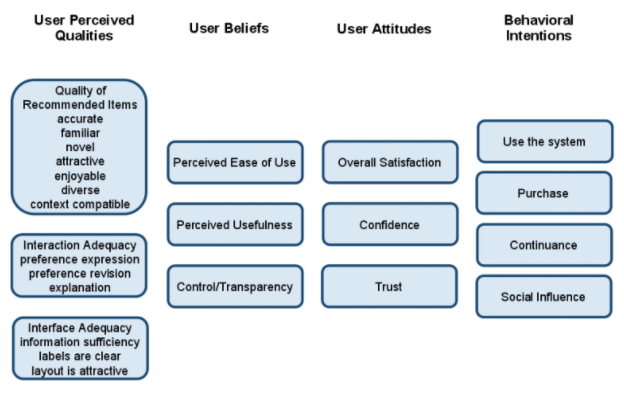 User Perceived
Qualities
User Beliefs
User Attitudes
Behavioral
Intentions
Quality of
Recommended Items
accurate
familiar
novel
attractive
enjoyable
diverse
context compatible
Interaction Adequacy
preference expression
preference revision
explanation
Interface Adequacy
information sufficiency
labels are clear
layout is attractive
Perceived Ease of Use
Perceived Usefulness
Control/Transparency
Overall Satisfaction
Confidence
Trust
Use the system
Purchase
Continuance
Social Influence